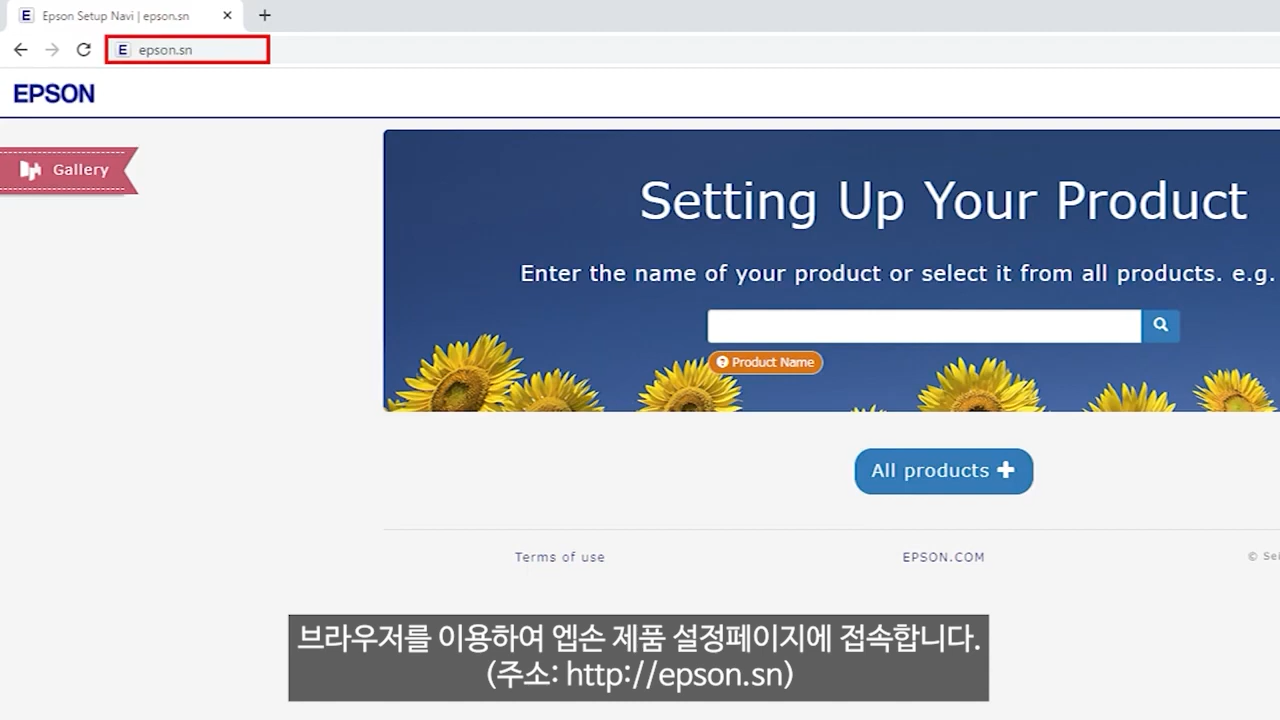 Epson Setup Navi | epson.sn
epson.sn
EPSON
Gallery
Setting Up Your Product
Enter the name of your product or select it from all products. e.g.
Product Name
All products
Terms of use
EPSON.COM
© Sei
브라우저를 이용하여 엡손 제품 설정페이지에 접속합니다.
(주소: http://epson.sn)